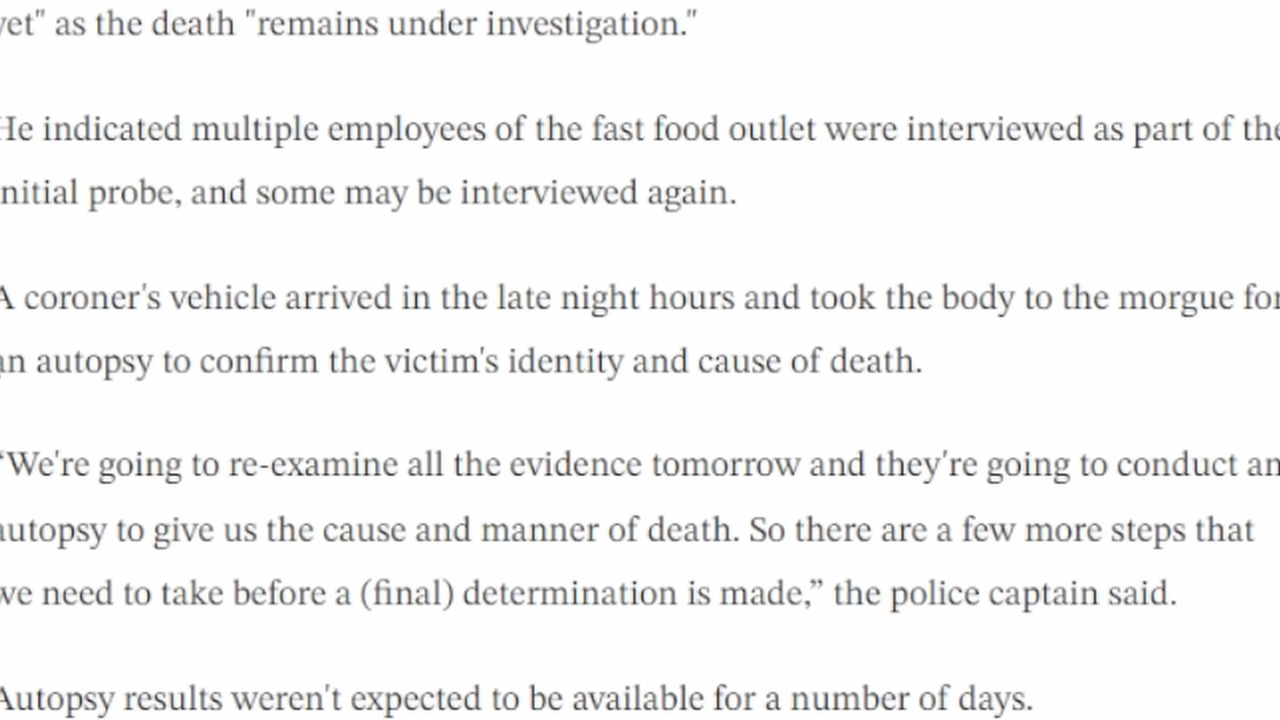 yet" as the death "remains under investigation."
He indicated multiple employees of the fast food outlet were interviewed as part of the
initial probe, and some may be interviewed again.
A coroner's vehicle arrived in the late night hours and took the body to the morgue for
an autopsy to confirm the victim's identity and cause of death.
“We're going to re-examine all the evidence tomorrow and they're going to conduct an
autopsy to give us the cause and manner of death. So there are a few more steps that
we need to take before a (final) determination is made,” the police captain said.
Autopsy results weren't expected to be available for a number of days.